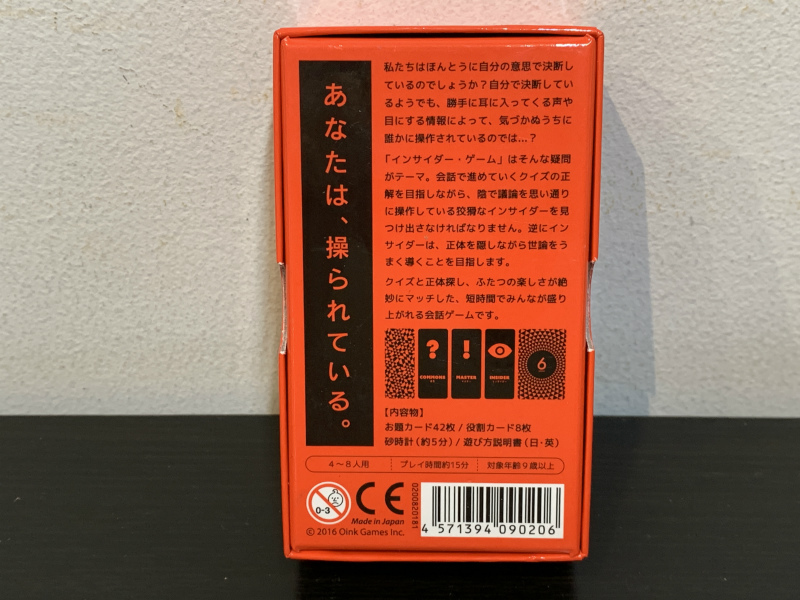 あなたは、操られている。
私たちはほんとうに自分の意思で決断し
ているのでしょうか？自分で決断してい
るようでも、勝手に耳に入ってくる声や
目にする情報によって、気づかぬうちに
誰かに操作されているのでは…？
「インサイダー・ゲーム」はそんな疑問
がテーマ。会話で進めていくクイズの正
解を目指しながら、陰で議論を思い通り
に操作している狡猾なインサイダーを見
つけ出さなければなりません。逆にイン
サイダーは、正体を隠しながら世論をう
まく導くことを目指します。
クイズと正体探し、ふたつの楽しさが絶
妙にマッチした、短時間でみんなが盛り
上がれる会話ゲームです。
?
!
COMMONS
MASTER
INSIDER
6
【内容物】
お題カード42枚 / 役割カード8枚
砂時計（約5分）/ 遊び方説明書（日・英）
4〜8人用
プレイ時間約15分
対象年齢9歳以上
0-3
CE
Made in Japan
© 2016 Oink Games Inc.
0200820181
4 571394 090206